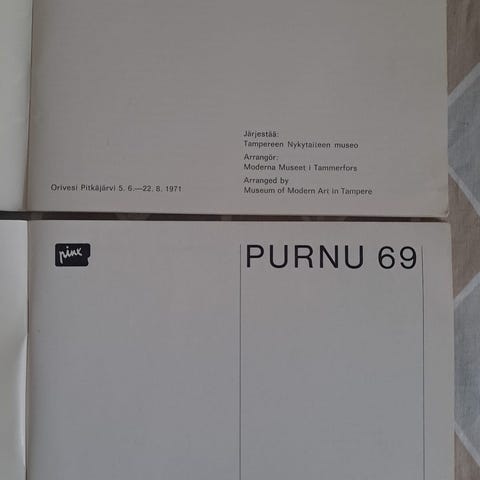 Järjestää:
Tampereen Nykytaiteen museo
Arrangör:
Moderna Museet i Tammerfors
Arranged by
Museum of Modern Art in Tampere
Orivesi Pitkäjärvi 5. 6.—22. 8. 1971
pinx
PURNU 69